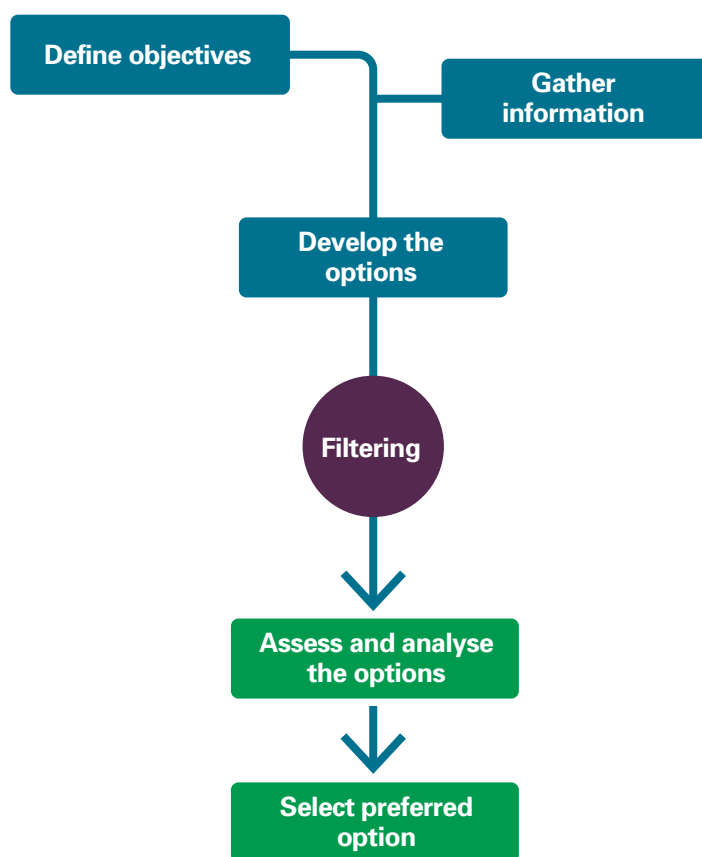 Define objectives
Gather
information
Develop the
options
Filtering
Assess and analyse
the options
Select preferred
option